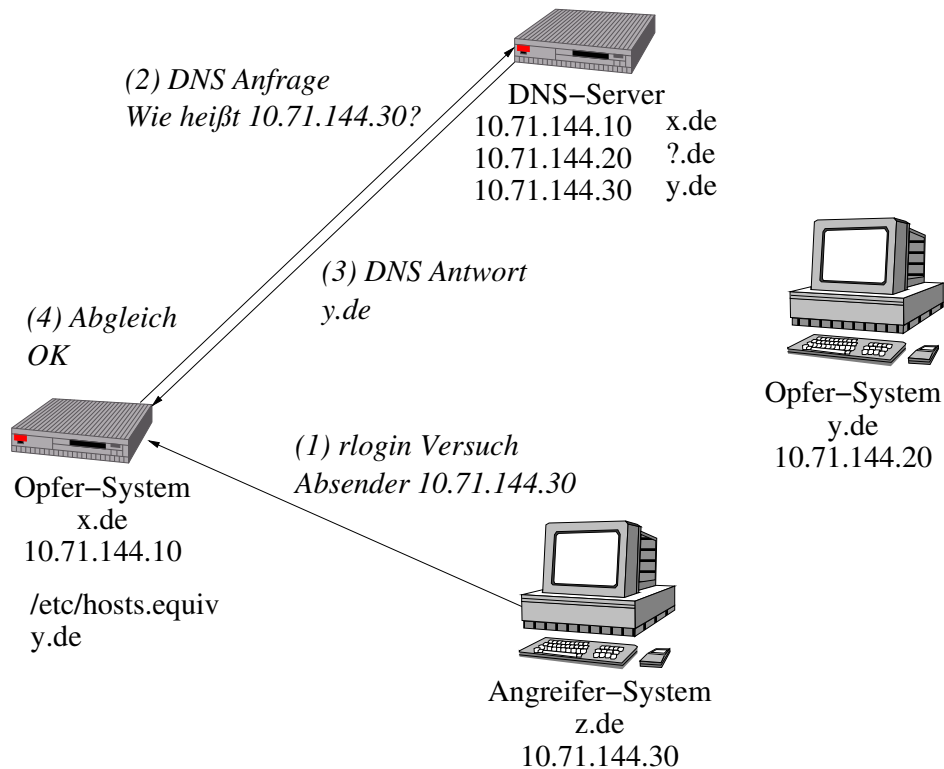 (2) DNS Anfrage
Wie heißt 10.71.144.30?
DNS–Server
10.71.144.10 x.de
10.71.144.20 ?.de
10.71.144.30 y.de
(3) DNS Antwort
y.de
(4) Abgleich
OK
Opfer–System
y.de
10.71.144.20
(1) rlogin Versuch
Absender 10.71.144.30
Opfer–System
x.de
10.71.144.10
/etc/hosts.equiv
y.de
Angreifer–System
z.de
10.71.144.30